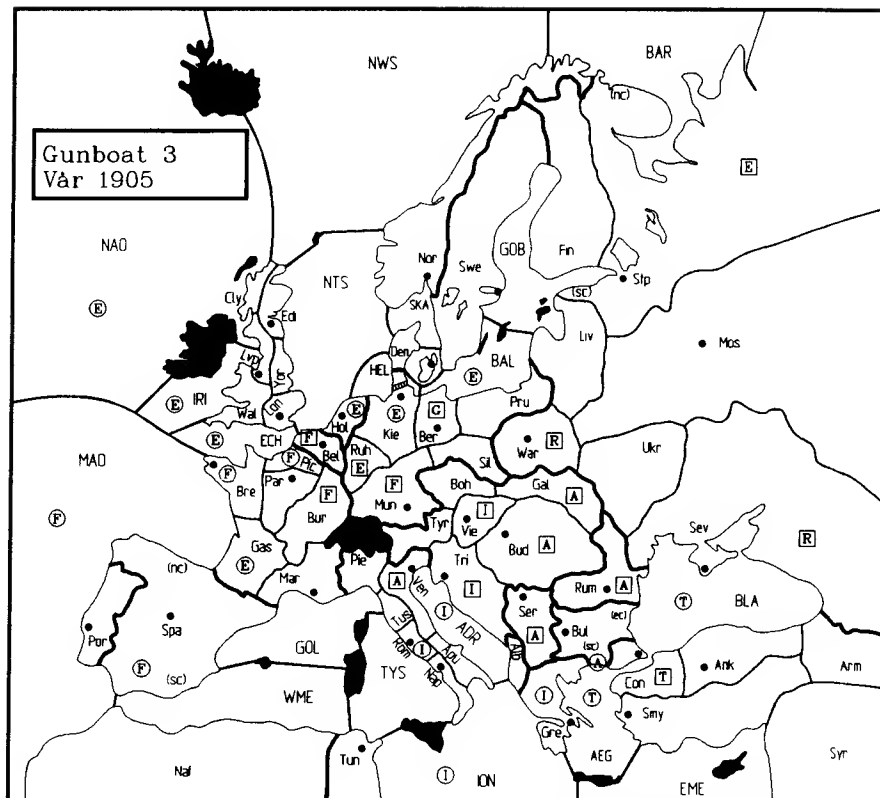 NWS
BAR
(nc)
Gunboat 3
Vår 1905
E
NAO
E
Nor
Swe
GOB
Fin
Stp
(sc)
NTS
Cly
Edi
SKA
Mos
Liv
Den
Lvp
Yor
HEL
BAL
E
IRI
E
Wal
Lon
Hol
E
E
Kie
G
Ber
Pru
War
R
Ukr
E
ECH
F
Bel
Ruh
E
Sil
MAO
F
Bre
F
Pic
Par
F
Bur
F
Mun
Boh
Gal
A
F
Tyr
I
Vie
Bud
A
Sev
R
Gas
E
Mar
Pie
A
Ven
Tri
I
Rum
A
T
BLA
(nc)
Por
Spa
GOL
Tus
Rom
I
ADR
Ser
A
(ec)
Bul
(sc)
A
F
(sc)
WME
TYS
I
Apu
Nap
Alb
Con
T
Ank
Arm
I
T
Smy
Gre
Naf
Tun
I
ION
AEG
EME
Syr